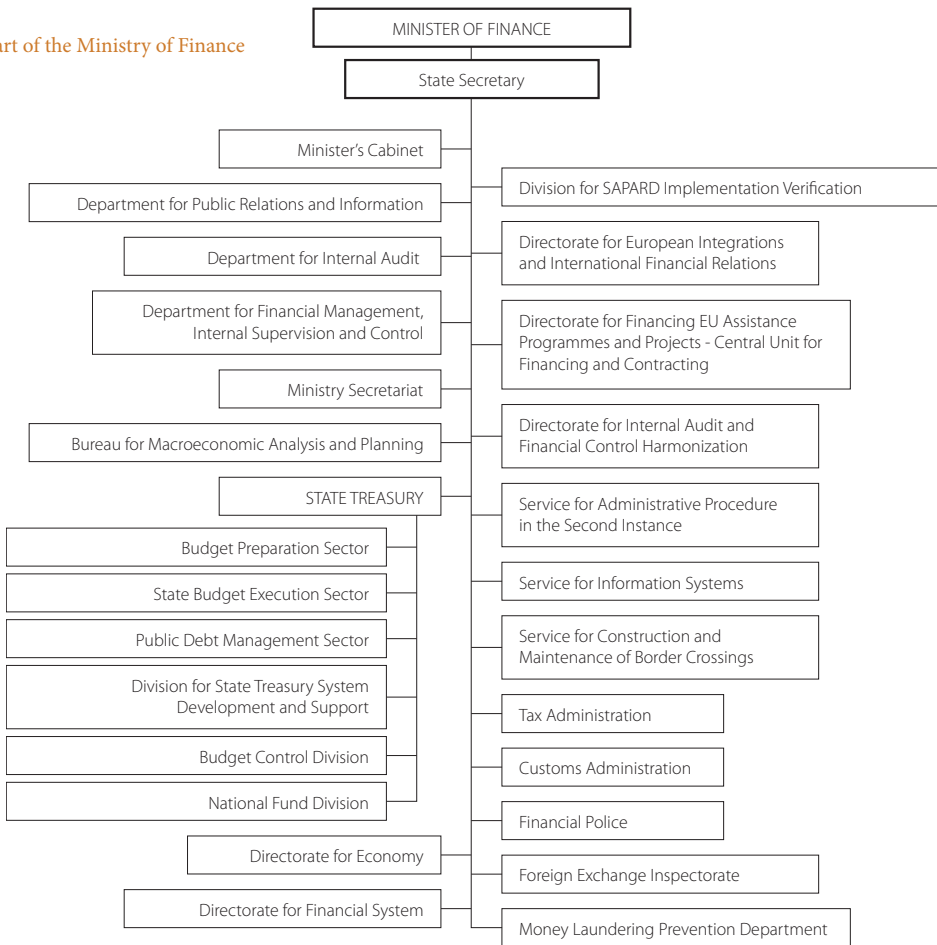 art of the Ministry of Finance
MINISTER OF FINANCE
State Secretary
Minister's Cabinet
Department for Public Relations and Information
Department for Internal Audit
Department for Financial Management,
Internal Supervision and Control
Ministry Secretariat
Bureau for Macroeconomic Analysis and Planning
STATE TREASURY
Budget Preparation Sector
State Budget Execution Sector
Public Debt Management Sector
Division for State Treasury System
Development and Support
Budget Control Division
National Fund Division
Directorate for Economy
Directorate for Financial System
Division for SAPARD Implementation Verification
Directorate for European Integrations
and International Financial Relations
Directorate for Financing EU Assistance
Programmes and Projects - Central Unit for
Financing and Contracting
Directorate for Internal Audit and
Financial Control Harmonization
Service for Administrative Procedure
in the Second Instance
Service for Information Systems
Service for Construction and
Maintenance of Border Crossings
Tax Administration
Customs Administration
Financial Police
Foreign Exchange Inspectorate
Money Laundering Prevention Department